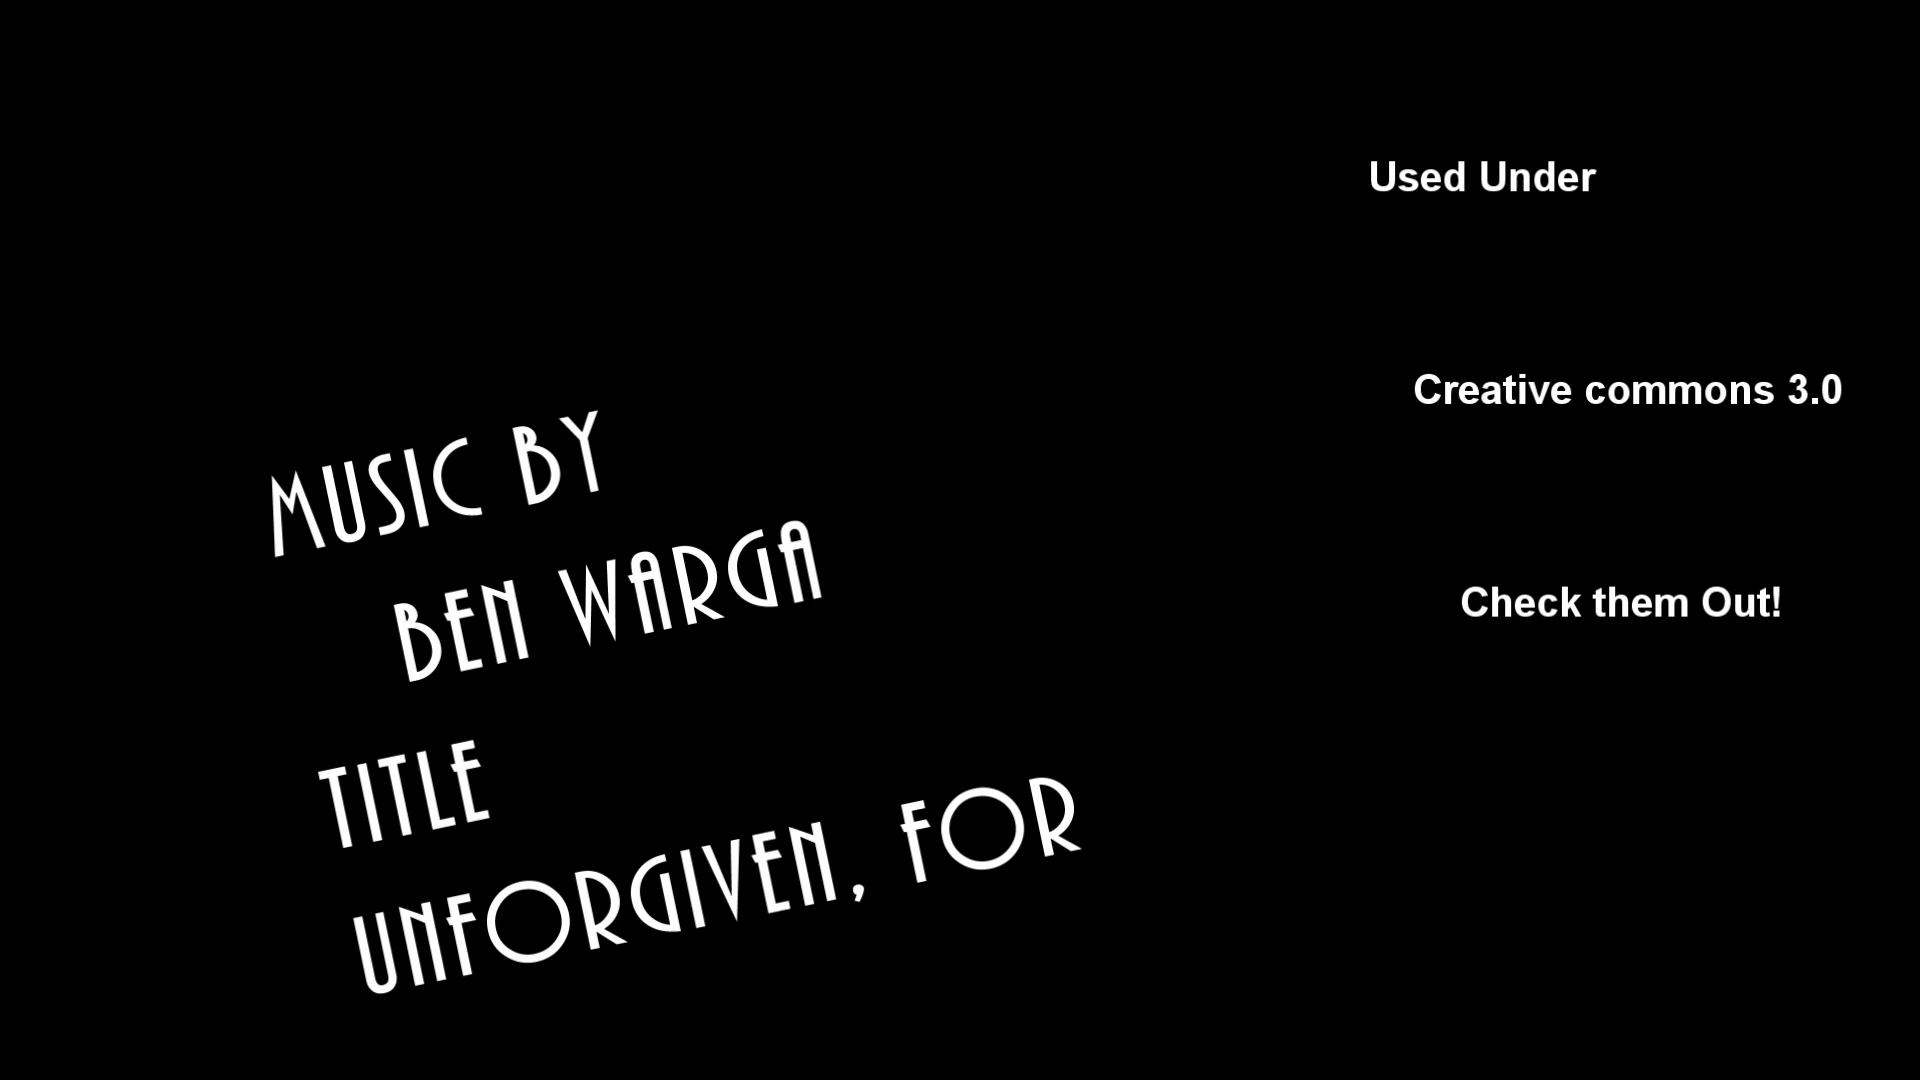 MUSIC BY
BEN WARGA
TITLE
UNFORGIVEN, FOR
Used Under
Creative commons 3.0
Check them Out!